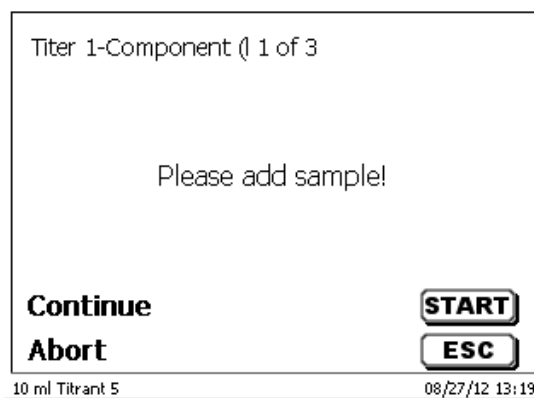 Titer 1-Component (l 1 of 3
Please add sample!
Continue START
Abort ESC
10 ml Titrant 5 08/27/12 13:19